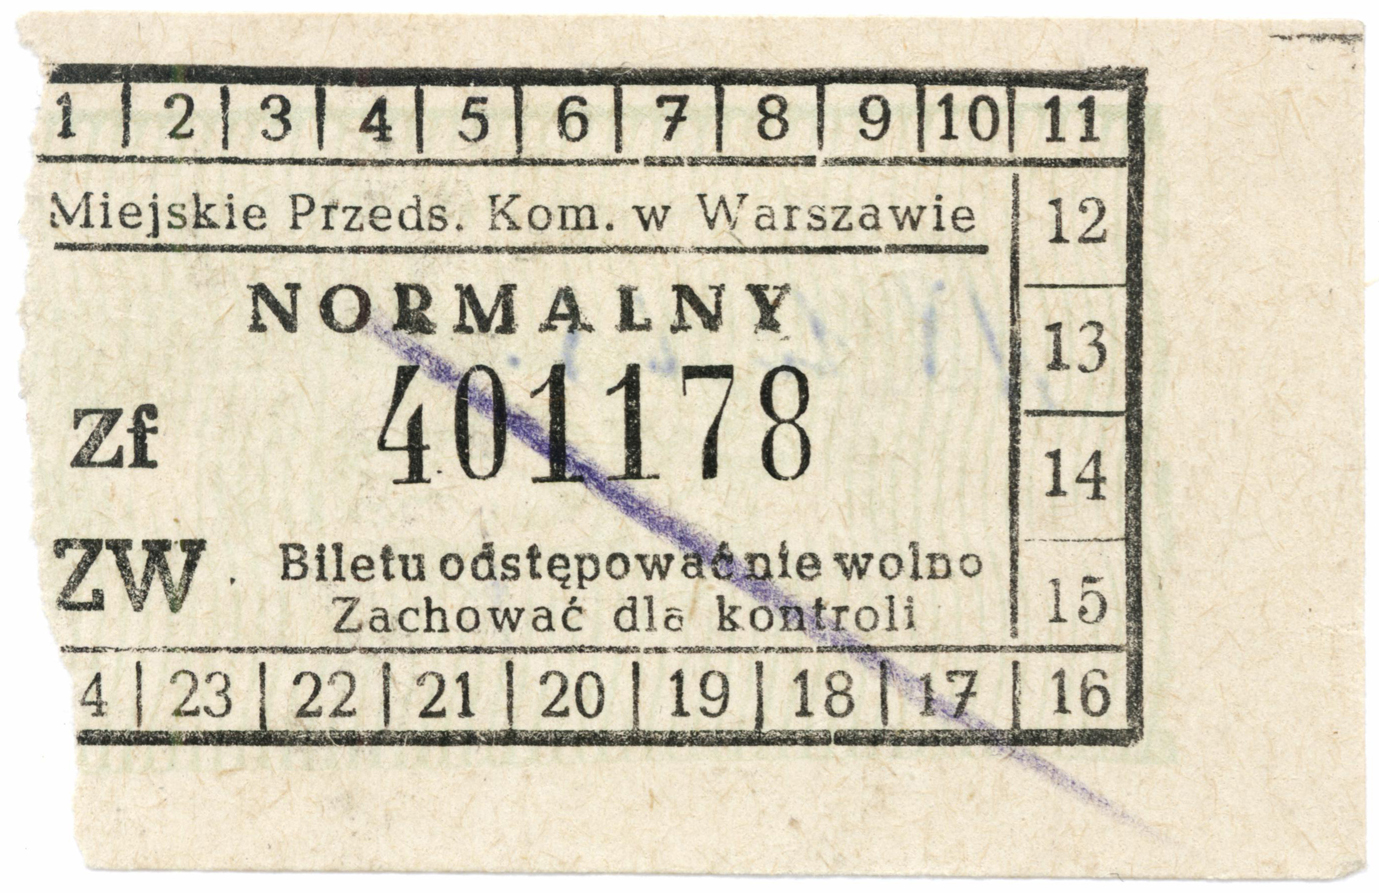 1 2 3 4 5 6 7 8 9 10 11
Miejskie Przeds. Kom. w Warszawie
12
NORMALNY
13
401178
Zf
14
ZW.
Biletu odstępować nie wolno
15
Zachować dla kontroli
4 23 22 21 20 19 18 17 16